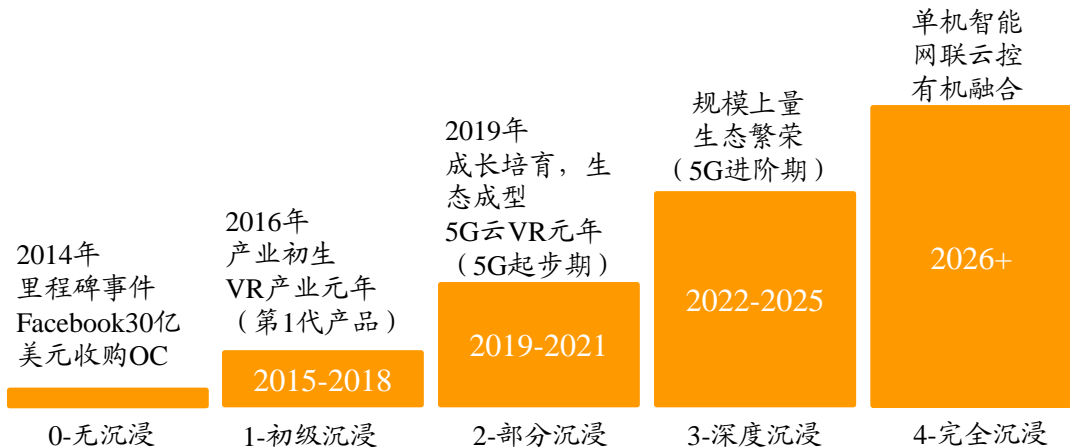 2014年
里程碑事件
Facebook30亿
美元收购OC
0-无沉浸
2016年
产业初生
VR产业元年
（第1代产品）
2015-2018
1-初级沉浸
2019年
成长培育，生
态成型
5G云VR元年
（5G起步期）
2019-2021
2-部分沉浸
规模上量
生态繁荣
（5G进阶期）
2022-2025
3-深度沉浸
单机智能
网联云控
有机融合
2026+
4-完全沉浸